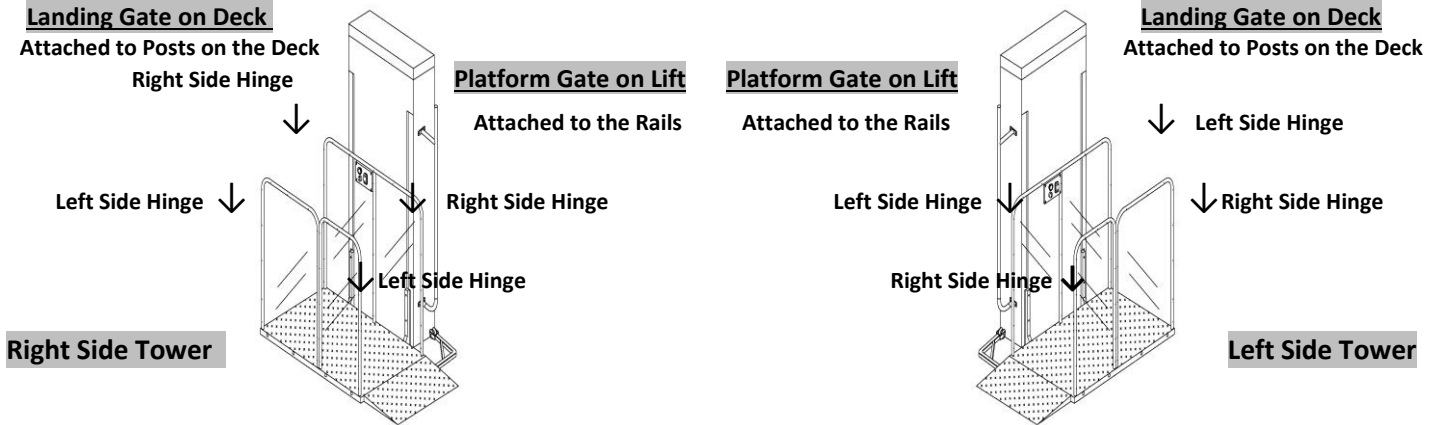 Landing Gate on Deck
Attached to Posts on the Deck
Right Side Hinge
Platform Gate on Lift
Attached to the Rails
Left Side Hinge
Right Side Hinge
Left Side Hinge
Right Side Tower
Landing Gate on Deck
Attached to Posts on the Deck
Platform Gate on Lift
Attached to the Rails
Left Side Hinge
Left Side Hinge
Right Side Hinge
Right Side Hinge
Left Side Tower